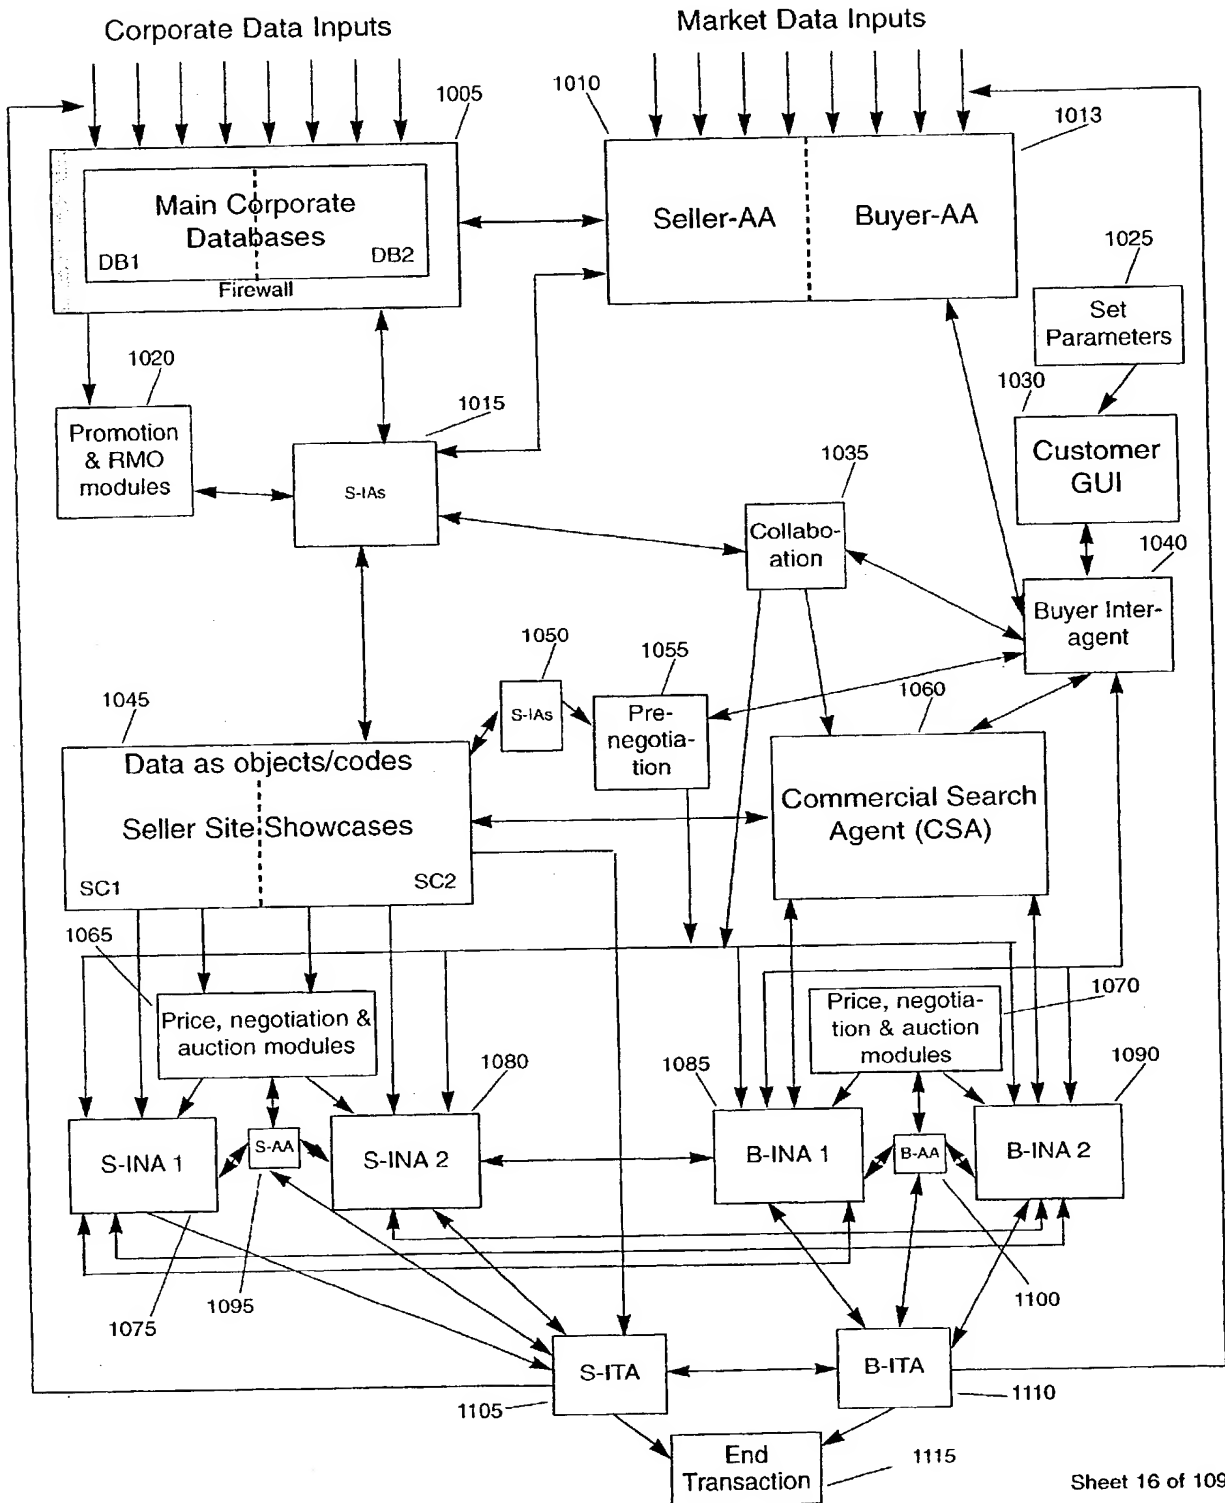 Corporate Data Inputs
Market Data Inputs
1005
1010
1013
Main Corporate
Databases
DB1
DB2
Firewall
Seller-AA
Buyer-AA
1025
Set
Parameters
1020
Promotion
& RMO
modules
1015
S-IAs
1030
Customer
GUI
1035
Collabo-
ation
1040
Buyer Inter-
agent
1045
Data as objects/codes
Seller Site Showcases
SC1
SC2
1050
S-IAs
1055
Pre-
negotia-
tion
1060
Commercial Search
Agent (CSA)
1065
Price, negotiation &
auction modules
1070
Price, negotia-
tion & auction
modules
1080
1085
1090
S-INA 1
S-AA
S-INA 2
B-INA 1
B-AA
B-INA 2
1075
1095
1100
S-ITA
B-ITA
1105
1110
End
Transaction
1115
Sheet 16 of 109